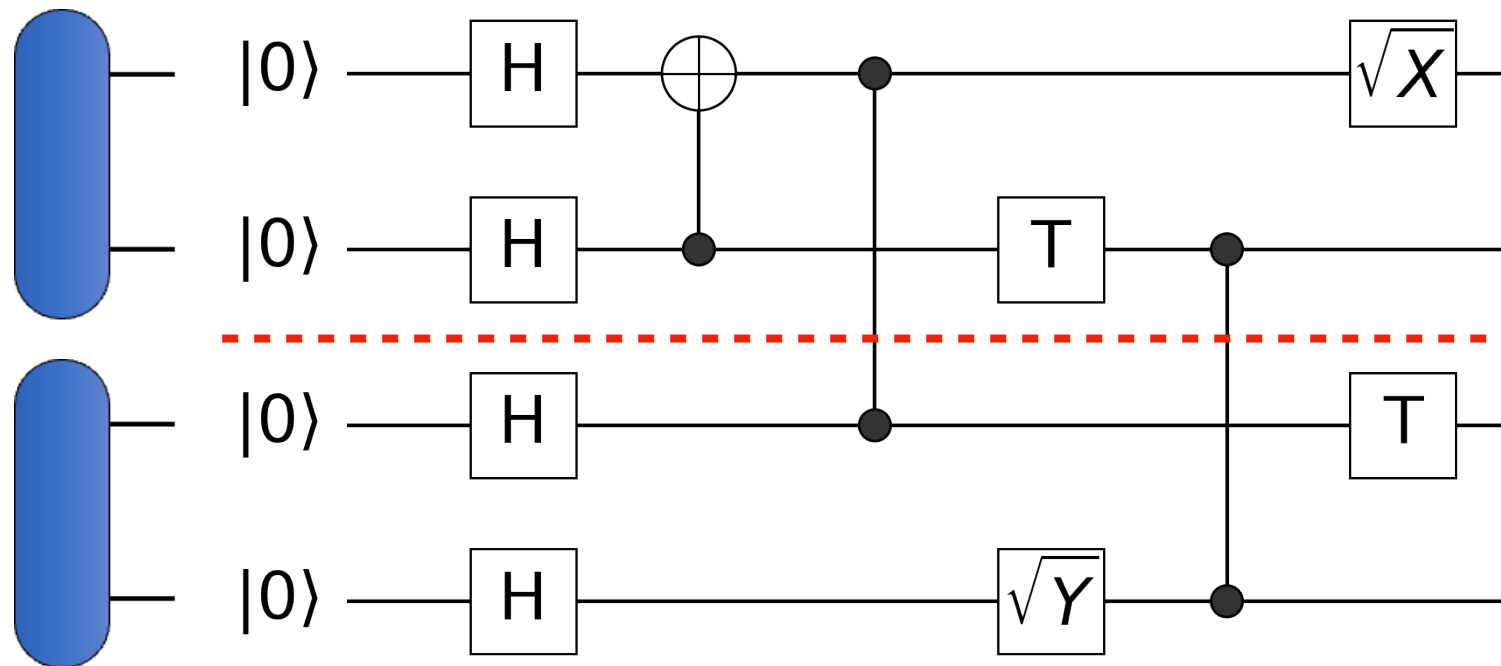 |0⟩ H √X
|0⟩ H T
|0⟩ H T
|0⟩ H √Y